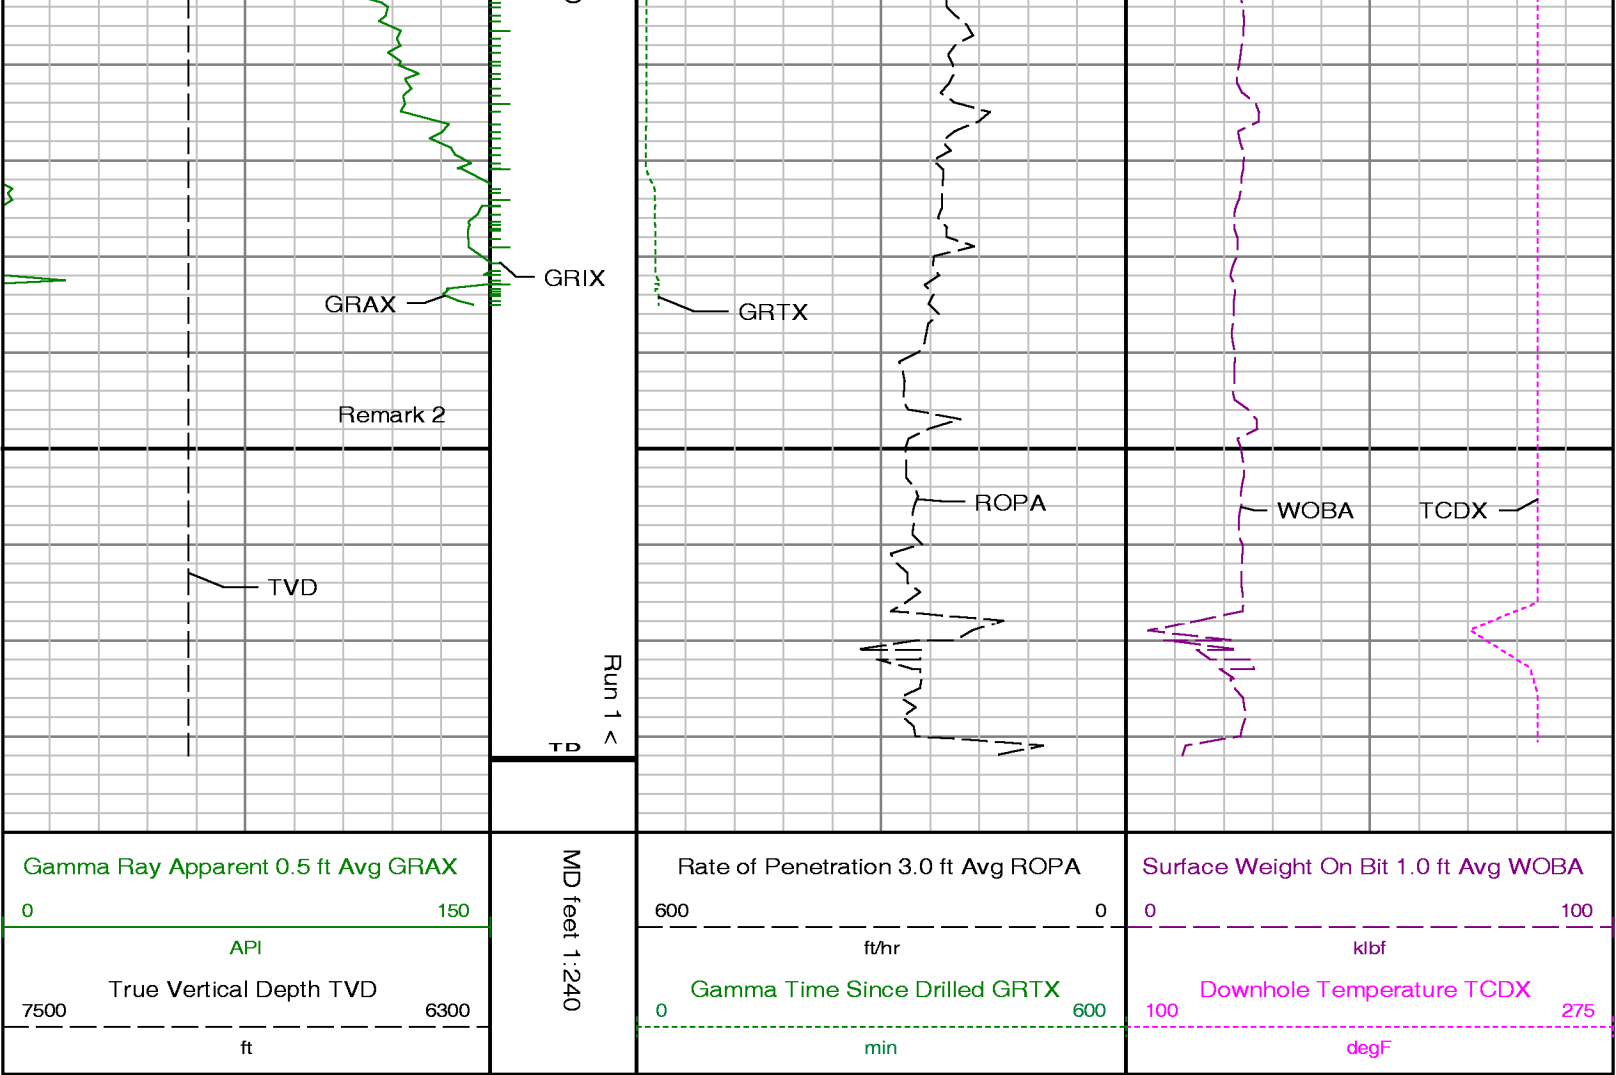 GRIX
GRAX
GRTX
Remark 2
ROPA
WOBA
TCDX
TVD
Run 1 <
TD
Gamma Ray Apparent 0.5 ft Avg GRAX
0 150
API
True Vertical Depth TVD
7500 6300
ft
MD feet 1:240
Rate of Penetration 3.0 ft Avg ROPA
600 0
ft/hr
Gamma Time Since Drilled GRTX
0 600
min
Surface Weight On Bit 1.0 ft Avg WOBA
0 100
klbf
Downhole Temperature TCDX
100 275
degF